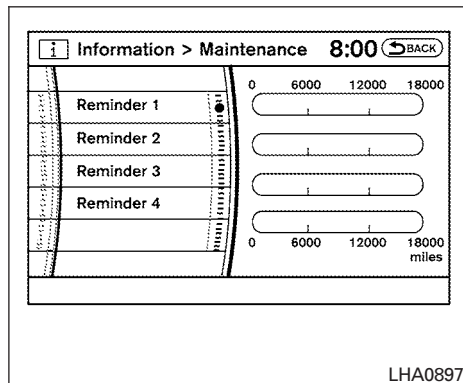 i Information > Maintenance 8:00 BACK
0 6000 12000 18000
Reminder 1
Reminder 2
Reminder 3
Reminder 4
0 6000 12000 18000
miles
LHA0897